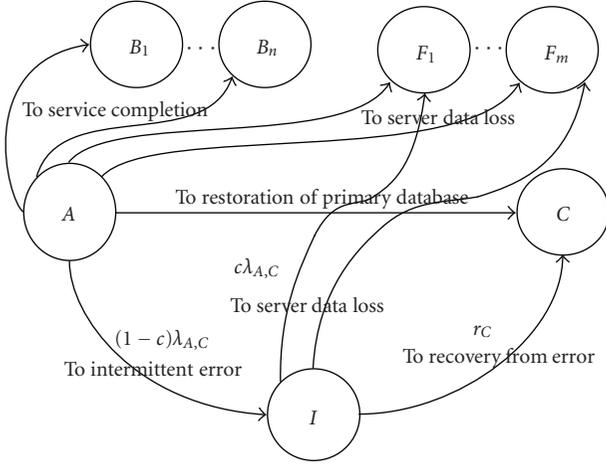 B1 ... Bn F1 ... Fm
To service completion
To server data loss
To restoration of primary database
A C
cλA,C
To server data loss
(1 − c)λA,C
To intermittent error
rC
To recovery from error
I